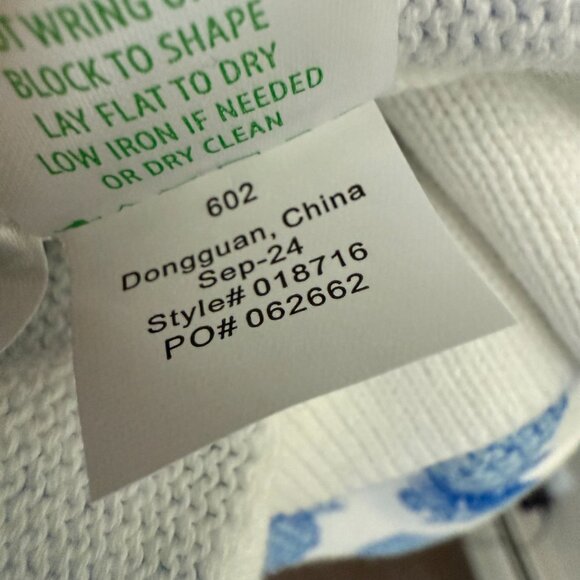 WRING
BLOCK TO SHAPE
LAY FLAT TO DRY
LOW IRON IF NEEDED
OR DRY CLEAN
602
Dongguan, China
Sep-24
Style# 018716
PO# 062662